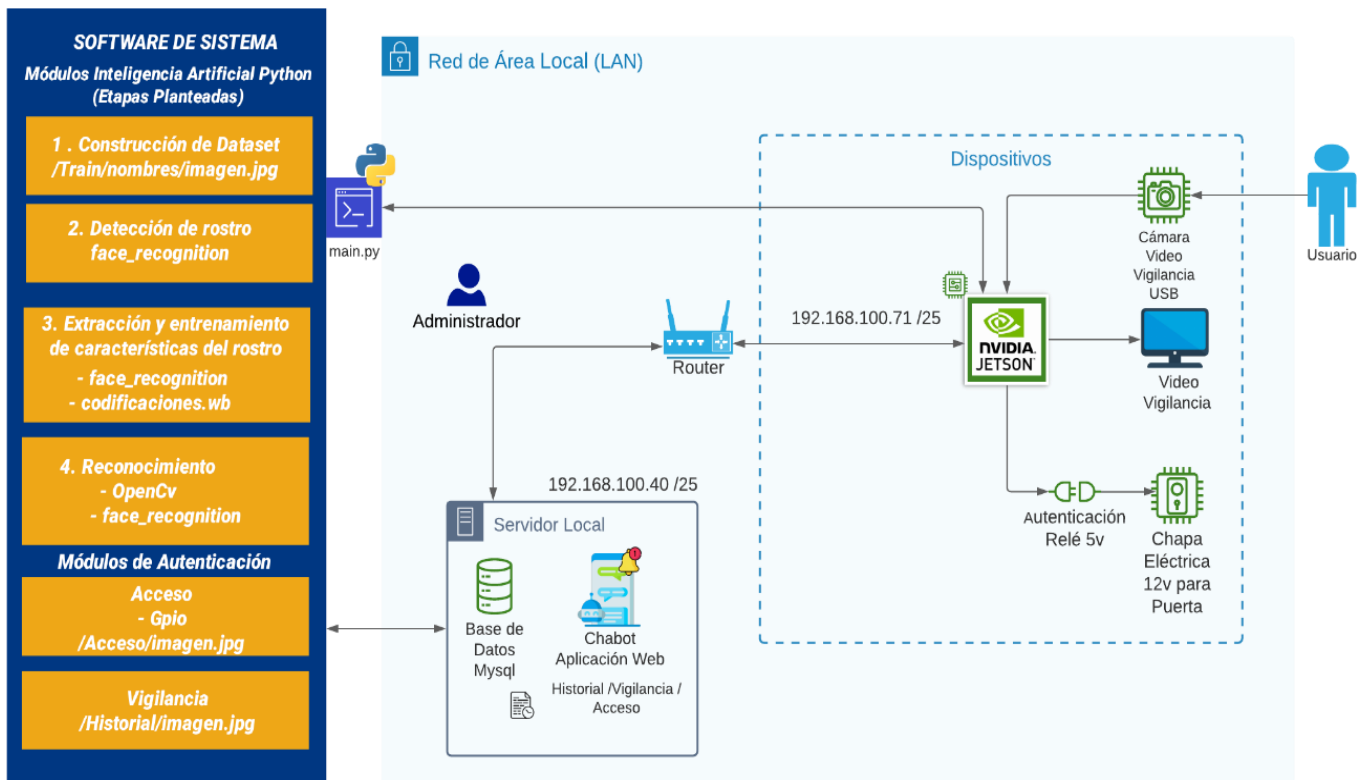 SOFTWARE DE SISTEMA
Módulos Inteligencia Artificial Python
(Etapas Planteadas)
1 . Construcción de Dataset
/Train/nombres/imagen.jpg
2. Detección de rostro
face_recognition
3. Extracción y entrenamiento
de características del rostro
- face_recognition
- codificaciones.wb
4. Reconocimiento
- OpenCv
- face_recognition
Módulos de Autenticación
Acceso
- Gpio
/Acceso/imagen.jpg
Vigilancia
/Historial/imagen.jpg
main.py
Red de Área Local (LAN)
Administrador
Router
192.168.100.71 /25
Dispositivos
Cámara
Video
Vigilancia
USB
Usuario
NVIDIA.
JETSON
Video
Vigilancia
Autenticación
Relé 5v
Chapa
Eléctrica
12v para
Puerta
192.168.100.40 /25
Servidor Local
Base de
Datos
Mysql
1
Chabot
Aplicación Web
Historial /Vigilancia /
Acceso